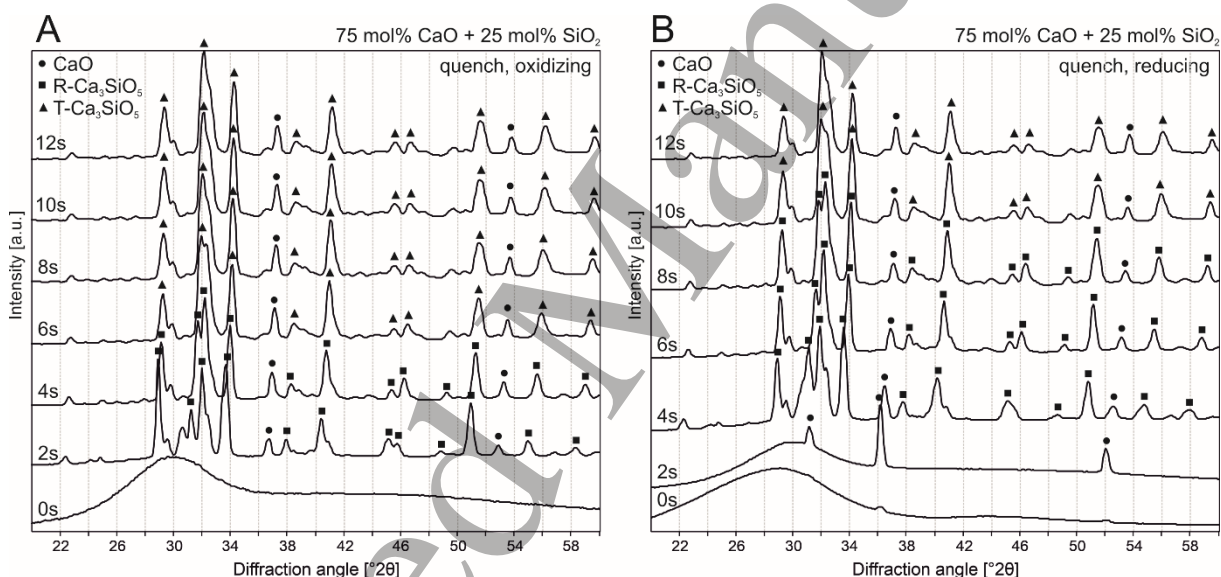 A
75 mol% CaO + 25 mol% SiO₂
quench, oxidizing
● CaO
■ R-Ca₃SiO₅
▲ T-Ca₃SiO₅
12s
10s
8s
6s
4s
2s
0s
Intensity [a.u.]
22 26 30 34 38 42 46 50 54 58
Diffraction angle [°2θ]
B
75 mol% CaO + 25 mol% SiO₂
quench, reducing
● CaO
■ R-Ca₃SiO₅
▲ T-Ca₃SiO₅
12s
10s
8s
6s
4s
2s
0s
Intensity [a.u.]
22 26 30 34 38 42 46 50 54 58
Diffraction angle [°2θ]
ed Ma